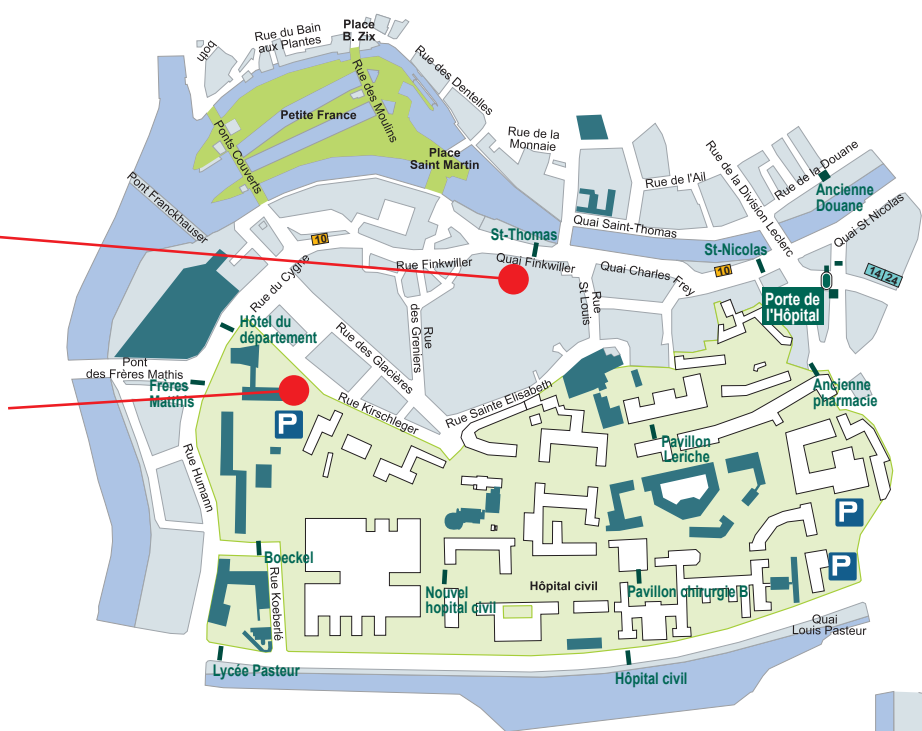 Rue du Bain
aux Plantes
Place
B. Zix
both
Rue des Dentelles
Rue des Moulins
Petite France
Ponts Couverts
Place
Saint Martin
Rue de la
Monnaie
Rue de l'Ail
Rue de la Division Leclerc
Rue de la Douane
Ancienne
Douane
Pont Franckhauser
Quai Saint-Thomas
Quai St-Nicolas
St-Thomas
St-Nicolas
10
Rue Finkwiller
Quai Finkwiller
Quai Charles Frey
10
14
24
Rue du Cygne
Rue
des Greniers
Rue
St Louis
Porte de
l'Hôpital
Hôtel du
département
Rue des Glacières
Pont
des Frères Mathis
Frères
Matthis
Rue Kirschleger
Rue Sainte Elisabeth
Ancienne
pharmacie
P
Pavillon
Leriche
Rue Humann
P
Boeckel
P
Rue Koeberlé
Nouvel
hopital civil
Hôpital civil
Pavillon chirurgie B
Quai
Louis Pasteur
Lycée Pasteur
Hôpital civil